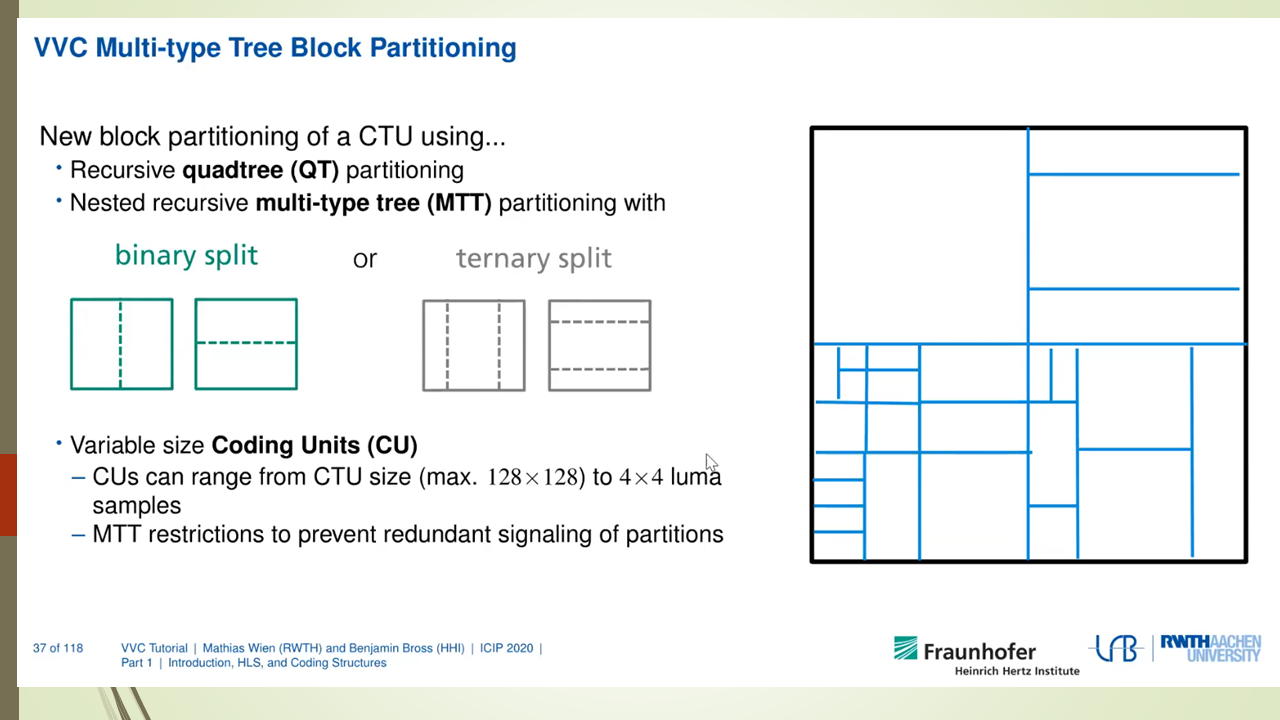 VVC Multi-type Tree Block Partitioning
New block partitioning of a CTU using...
• Recursive quadtree (QT) partitioning
• Nested recursive multi-type tree (MTT) partitioning with
binary split or ternary split
• Variable size Coding Units (CU)
– CUs can range from CTU size (max. 128×128) to 4×4 luma
samples
– MTT restrictions to prevent redundant signaling of partitions
37 of 118
VVC Tutorial | Mathias Wien (RWTH) and Benjamin Bross (HHI) | ICIP 2020 |
Part 1 | Introduction, HLS, and Coding Structures
Fraunhofer
Heinrich Hertz Institute
LfB
RWTHAACHEN
UNIVERSITY